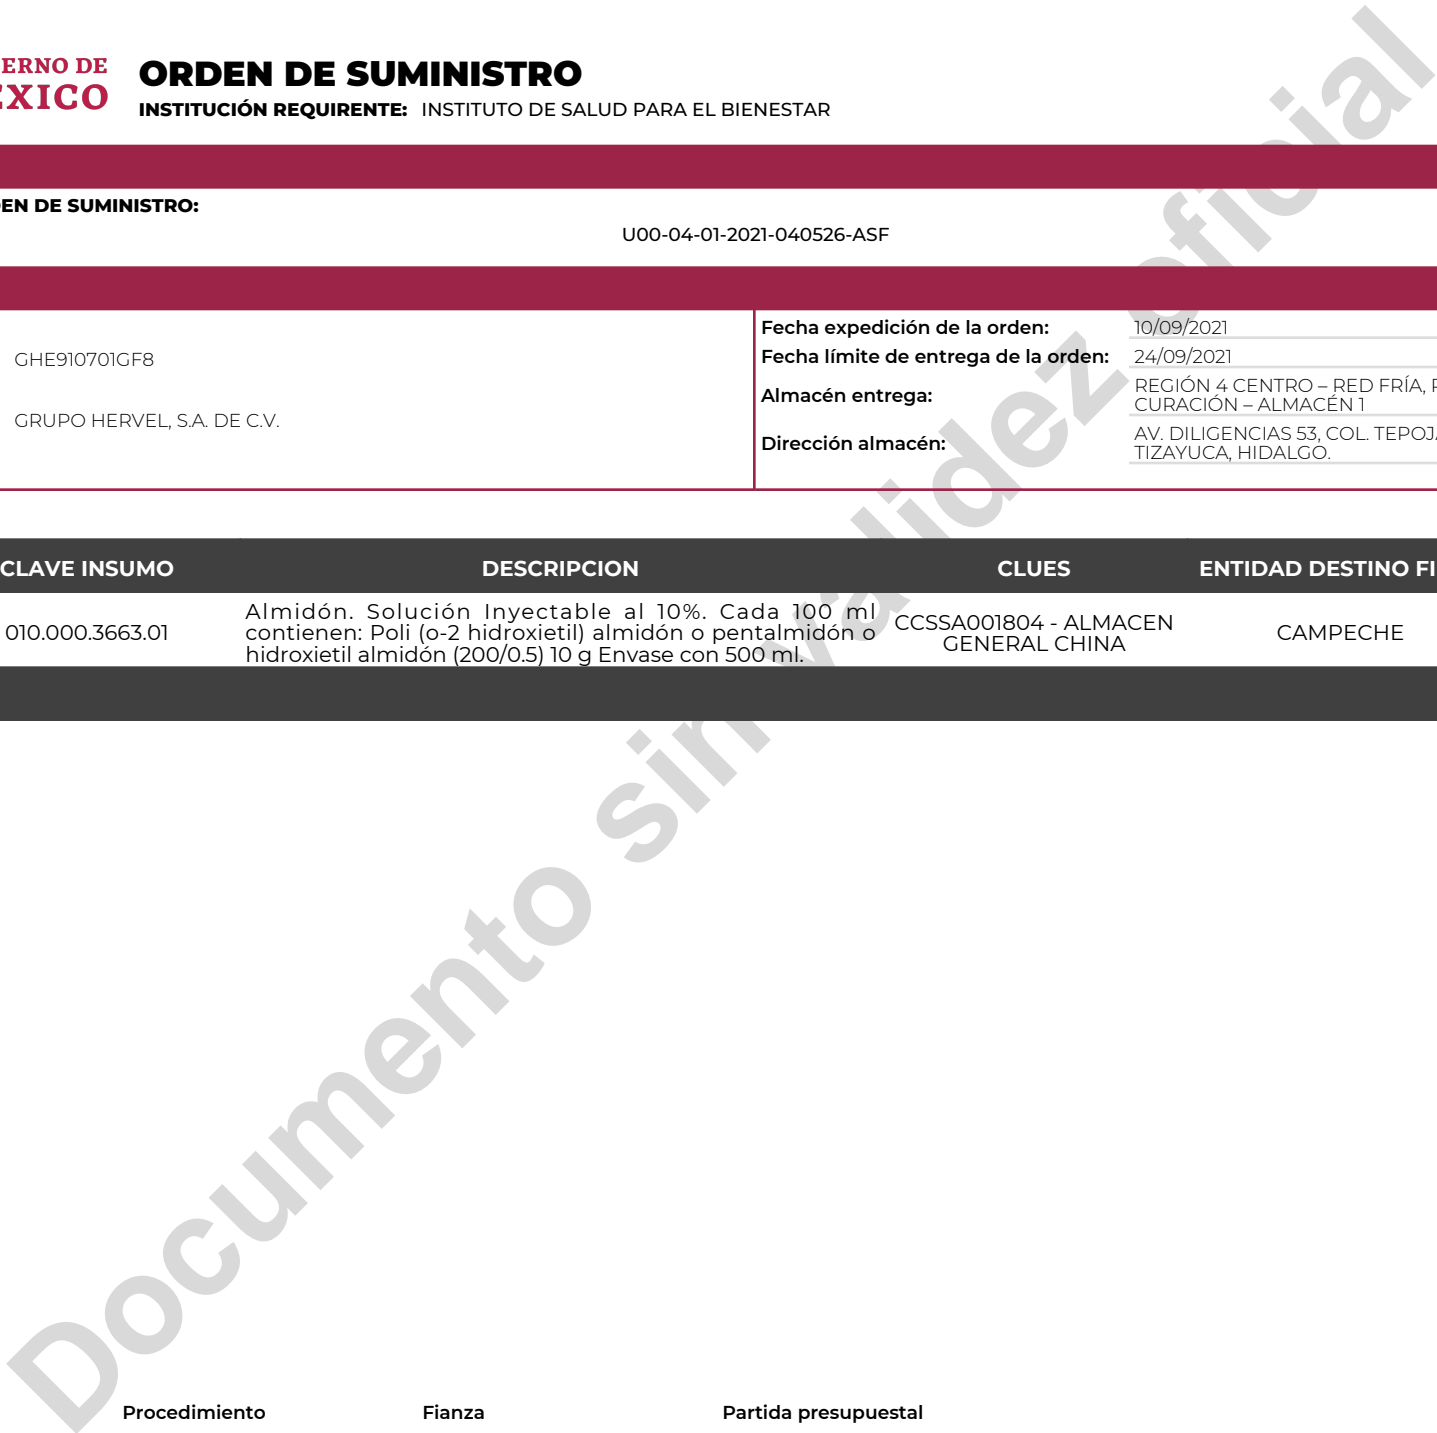 ERNO DE
ÉXICO
ORDEN DE SUMINISTRO
INSTITUCIÓN REQUIRENTE: INSTITUTO DE SALUD PARA EL BIENESTAR
EN DE SUMINISTRO:
U00-04-01-2021-040526-ASF
GHE910701GF8
GRUPO HERVEL, S.A. DE C.V.
Fecha expedición de la orden: 10/09/2021
Fecha límite de entrega de la orden: 24/09/2021
Almacén entrega: REGIÓN 4 CENTRO – RED FRÍA,
CURACIÓN – ALMACÉN 1
Dirección almacén: AV. DILIGENCIAS 53, COL. TEPOJA
TIZAYUCA, HIDALGO.
CLAVE INSUMO DESCRIPCION CLUES ENTIDAD DESTINO FI
010.000.3663.01
Almidón. Solución Inyectable al 10%. Cada 100 ml
contienen: Poli (o-2 hidroxietil) almidón o pentalmidón o
hidroxietil almidón (200/0.5) 10 g Envase con 500 ml.
CCSSA001804 - ALMACEN
GENERAL CHINA
CAMPECHE
Documento sin validez oficial
Procedimiento Fianza Partida presupuestal